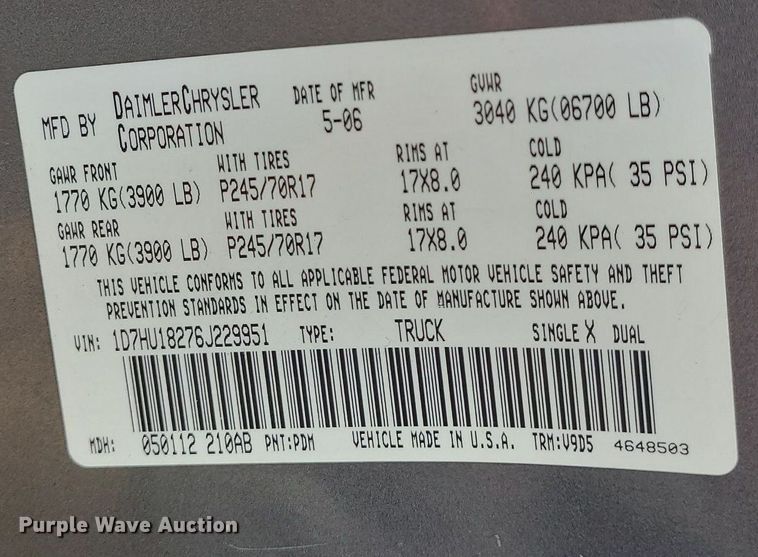 MFD BY DAIMLERCHRYSLER CORPORATION
DATE OF MFR 5-06
GVWR 3040 KG(06700 LB)
GAWR FRONT WITH TIRES RIMS AT COLD
1770 KG(3900 LB) P245/70R17 17X8.0 240 KPA( 35 PSI)
GAWR REAR WITH TIRES RIMS AT COLD
1770 KG(3900 LB) P245/70R17 17X8.0 240 KPA( 35 PSI)
THIS VEHICLE CONFORMS TO ALL APPLICABLE FEDERAL MOTOR VEHICLE SAFETY AND THEFT
PREVENTION STANDARDS IN EFFECT ON THE DATE OF MANUFACTURE SHOWN ABOVE.
VIN: 1D7HU18276J229951 TYPE: TRUCK SINGLE X DUAL
MDH: 050112 210AB PNT:PDM VEHICLE MADE IN U.S.A. TRM:V9D5 4648503
Purple Wave Auction